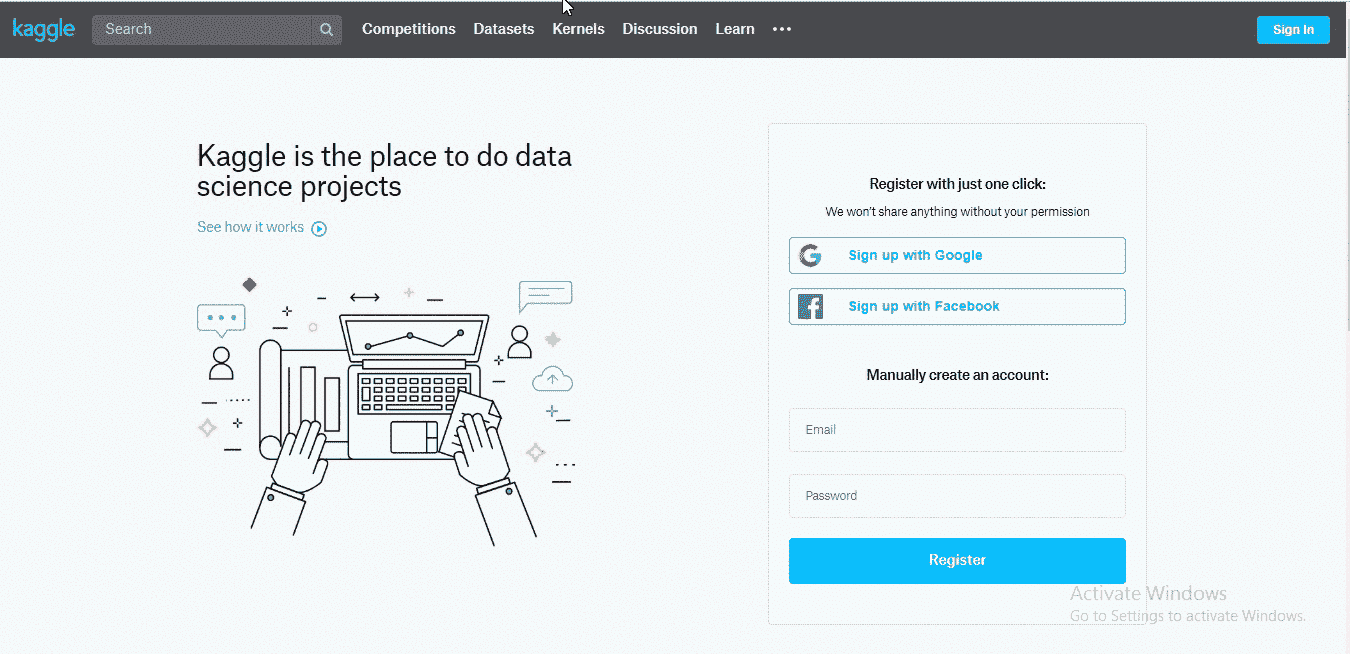 kaggle
Search
Competitions
Datasets
Kernels
Discussion
Learn
Sign In
Kaggle is the place to do data
science projects
See how it works
Register with just one click:
We won't share anything without your permission
Sign up with Google
Sign up with Facebook
Manually create an account:
Email
Password
Register
Activate Windows
Go to Settings to activate Windows.